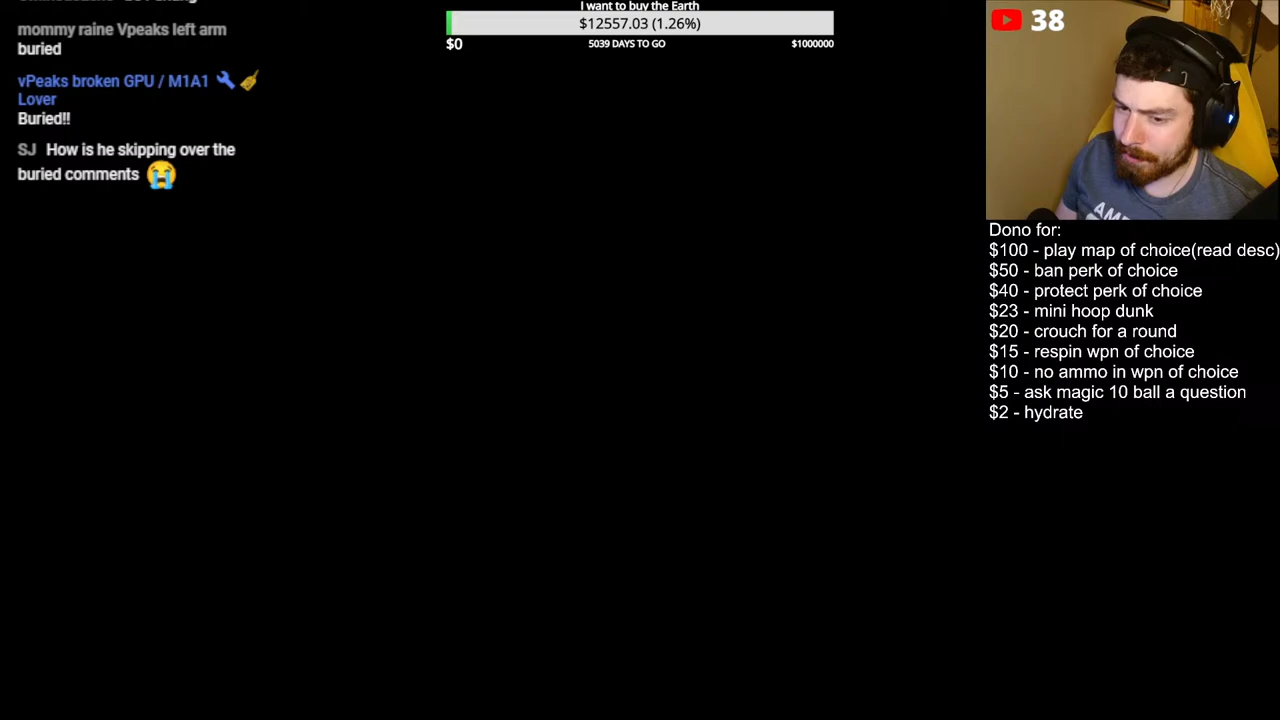 mommy raine Vpeaks left arm
buried
vPeaks broken GPU / M1A1
Lover
Buried!!
SJ How is he skipping over the
buried comments
I want to buy the Earth
$12557.03 (1.26%)
$0 5039 DAYS TO GO $1000000
38
Dono for:
$100 - play map of choice(read desc)
$50 - ban perk of choice
$40 - protect perk of choice
$23 - mini hoop dunk
$20 - crouch for a round
$15 - respin wpn of choice
$10 - no ammo in wpn of choice
$5 - ask magic 10 ball a question
$2 - hydrate